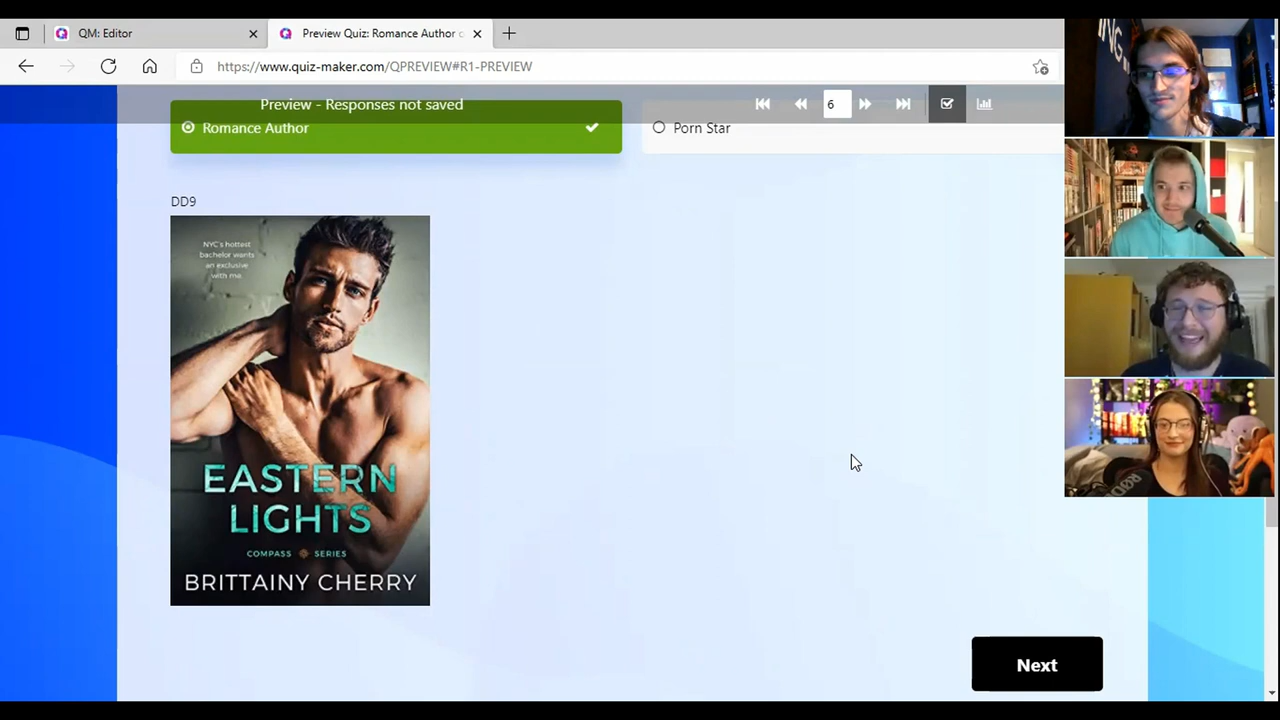 QM: Editor
Preview Quiz: Romance Author
https://www.quiz-maker.com/QPREVIEW#R1-PREVIEW
Preview - Responses not saved
6
Romance Author
Porn Star
DD9
NYC's hottest
bachelor wants
an exclusive
with me.
EASTERN
LIGHTS
COMPASS SERIES
BRITTAINY CHERRY
Next